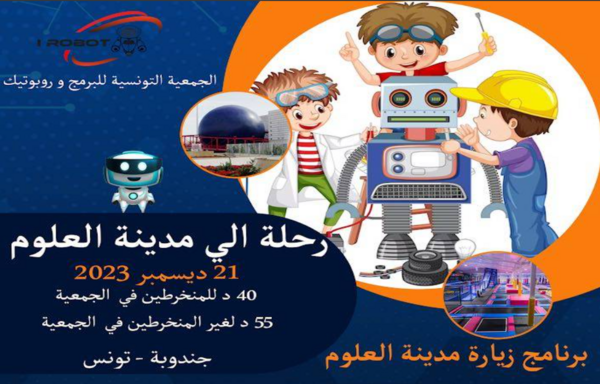 I ROBOT
الجمعية التونسية للبرمج و روبوتيك
رحلة الي مدينة العلوم
21 ديسمبر 2023
40 د للمنخرطين في الجمعية
55 د لغير المنخرطين في الجمعية
جندوبة - تونس
برنامج زيارة مدينة العلوم